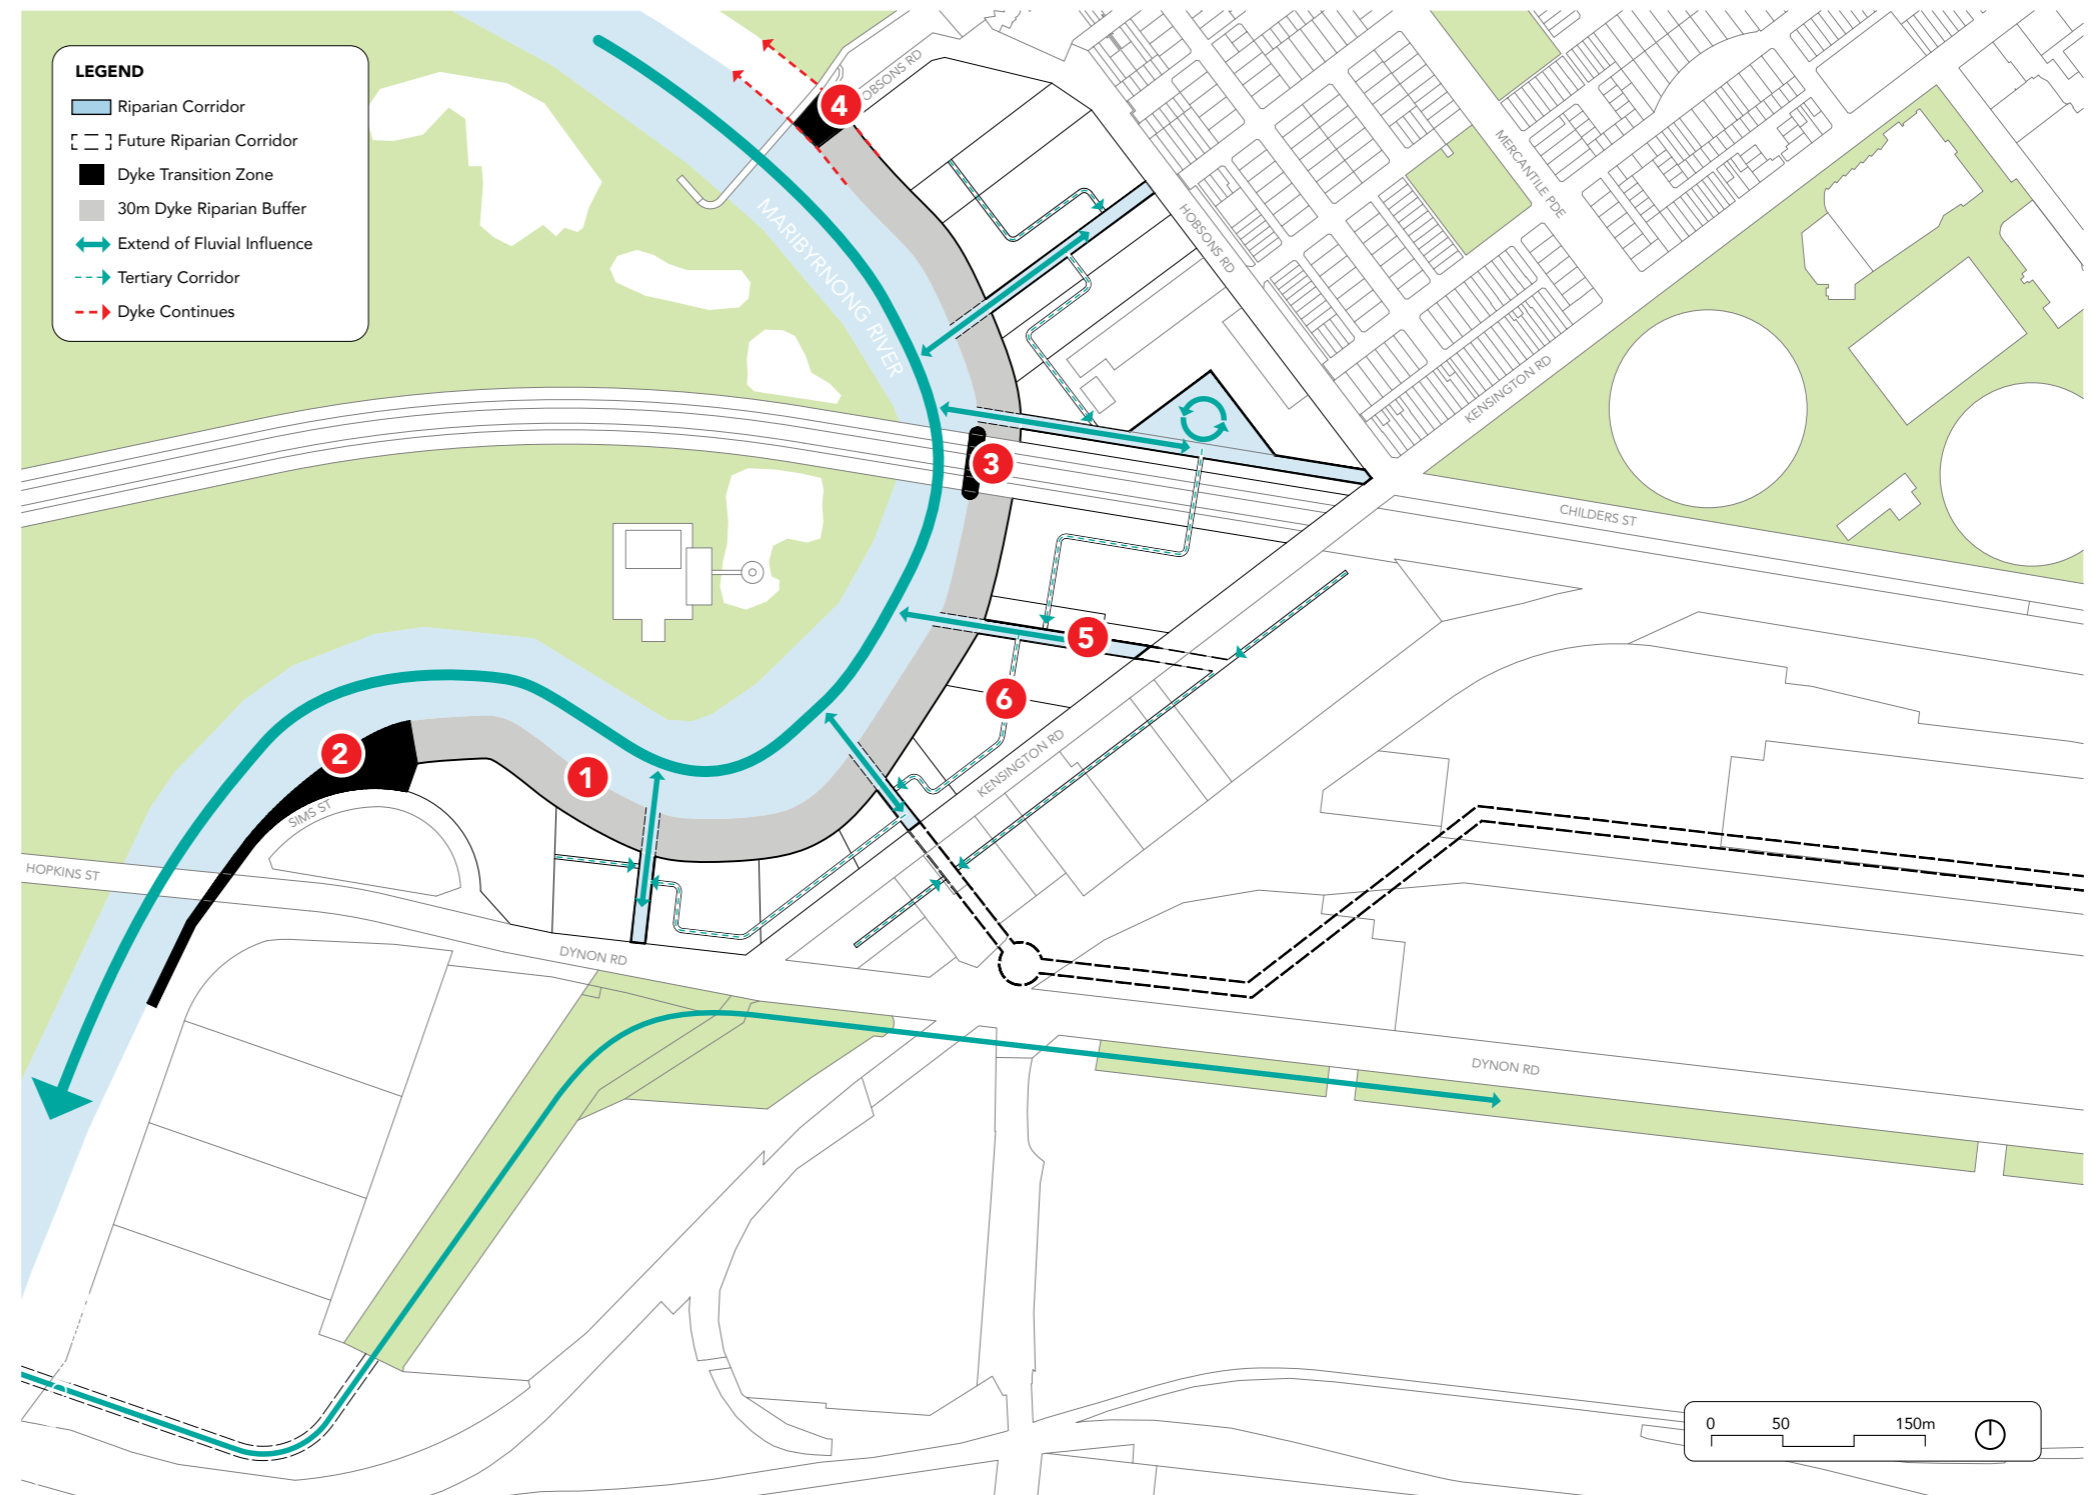 LEGEND
Riparian Corridor
Future Riparian Corridor
Dyke Transition Zone
30m Dyke Riparian Buffer
Extend of Fluvial Influence
Tertiary Corridor
Dyke Continues
4
OBSONS RD
MERCANTILE PDE
HOBSONS RD
MARIBYRNONG RIVER
KENSINGTON RD
3
CHILDERS ST
5
6
2
1
KENSINGTON RD
SIMS ST
HOPKINS ST
DYNON RD
DYNON RD
0 50 150m